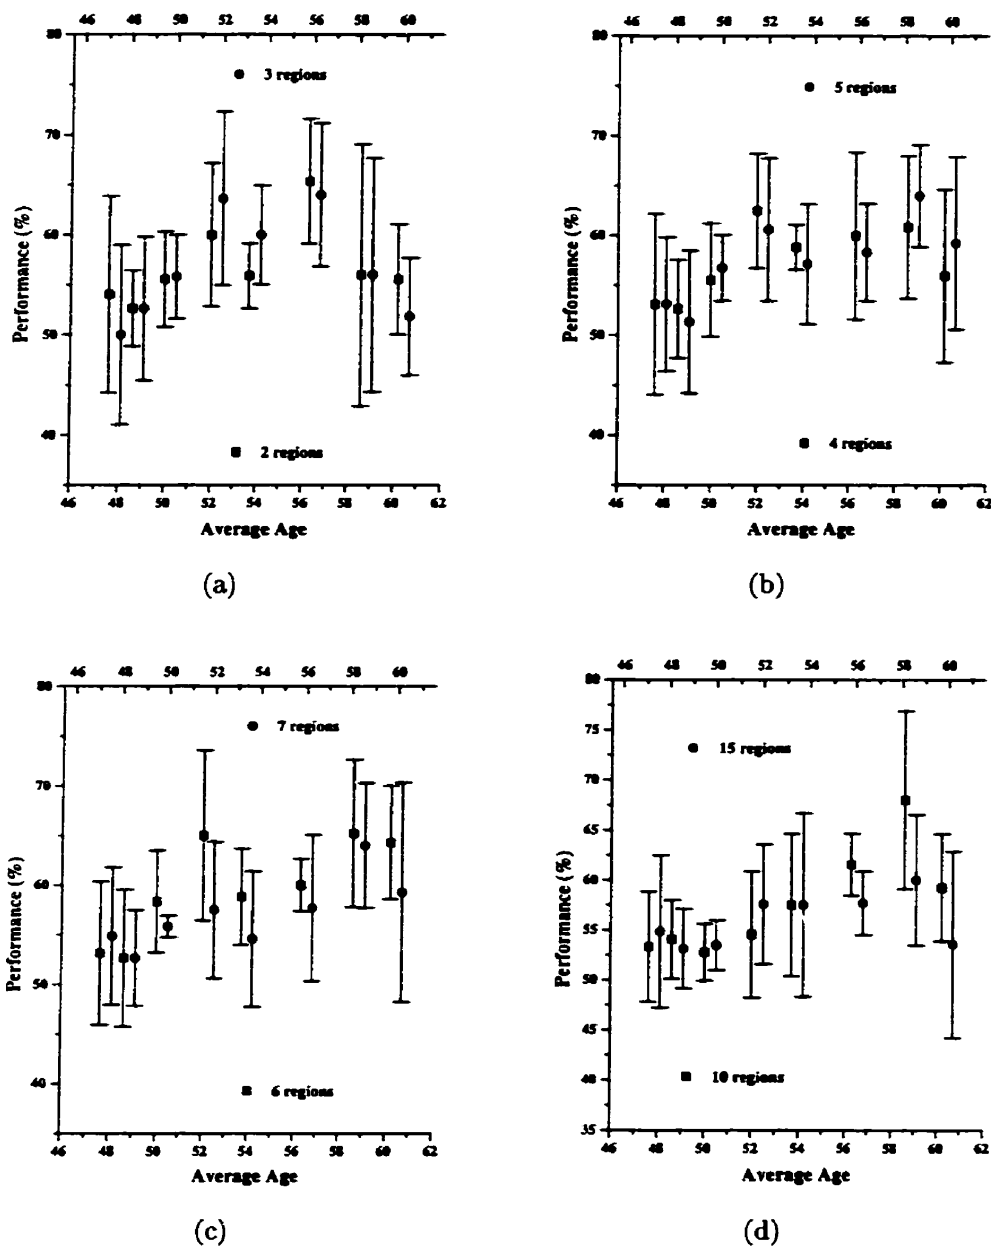 46 48 50 52 54 56 58 60
80
3 regions
70
60
50
40
2 regions
Performance (%)
46 48 50 52 54 56 58 60 62
Average Age
(a)
46 48 50 52 54 56 58 60
80
5 regions
70
60
50
40
4 regions
Performance (%)
46 48 50 52 54 56 58 60 62
Average Age
(b)
46 48 50 52 54 56 58 60
80
7 regions
70
60
50
40
6 regions
Performance (%)
46 48 50 52 54 56 58 60 62
Average Age
(c)
46 48 50 52 54 56 58 60
80
75
15 regions
70
65
60
55
50
45
40
10 regions
35
Performance (%)
46 48 50 52 54 56 58 60 62
Average Age
(d)